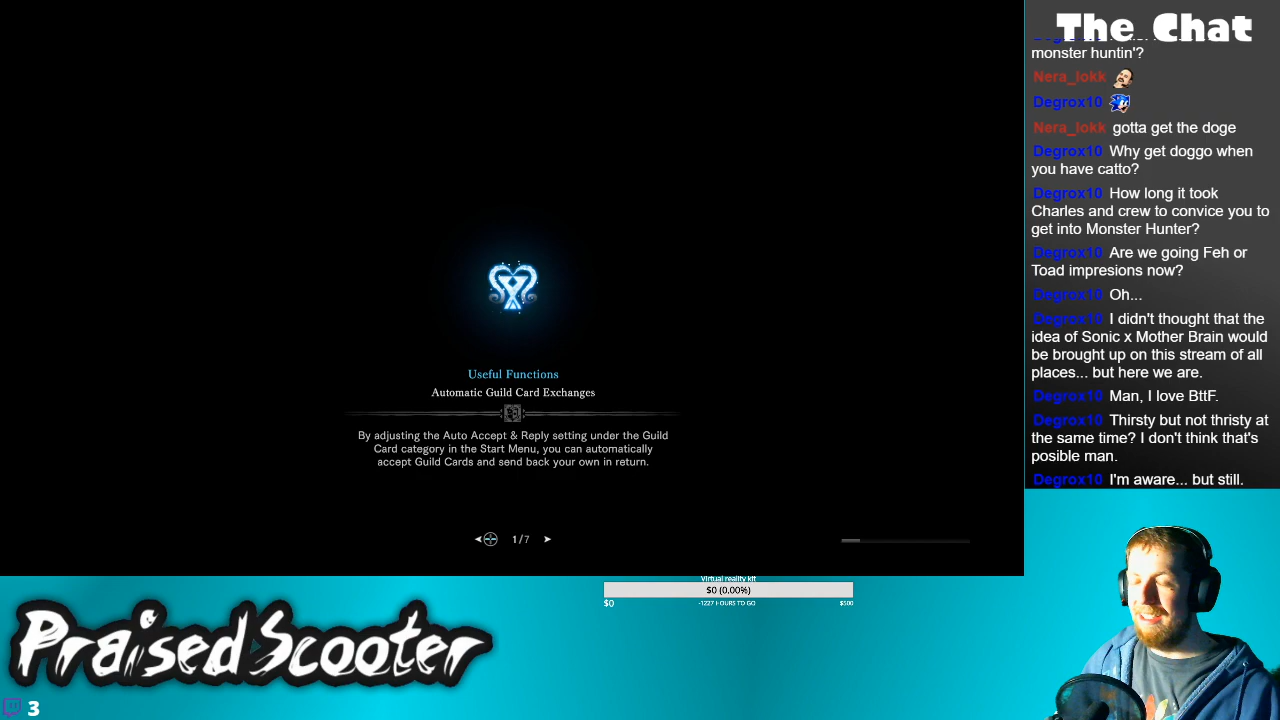 The Chat
monster huntin'?
Nera_lokk
Degrox10
Nera_lokk gotta get the doge
Degrox10 Why get doggo when
you have catto?
Degrox10 How long it took
Charles and crew to convice you to
get into Monster Hunter?
Degrox10 Are we going Feh or
Toad impresions now?
Degrox10 Oh...
Degrox10 I didn't thought that the
idea of Sonic x Mother Brain would
be brought up on this stream of all
places... but here we are.
Degrox10 Man, I love BttF.
Degrox10 Thirsty but not thristy at
the same time? I don't think that's
posible man.
Degrox10 I'm aware... but still.
Useful Functions
Automatic Guild Card Exchanges
By adjusting the Auto Accept & Reply setting under the Guild
Card category in the Start Menu, you can automatically
accept Guild Cards and send back your own in return.
1/7
Virtual reality kit
$0 (0.00%)
$0 -1227 HOURS TO GO $500
PraisedScooter
3